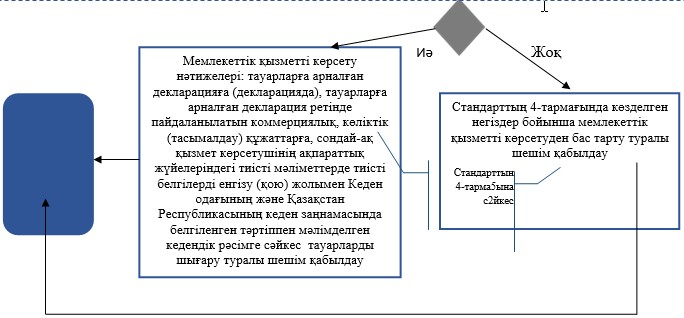 Иә
Жоқ
Мемлекеттік қызметті көрсету
нәтижелері: тауарларға арналған
декларацияға (декларацияда), тауарларға
арналған декларация ретінде
пайдаланылатын коммерциялық, көліктік
(тасымалдау) құжаттарға, сондай-ақ
қызмет көрсетушінің ақпараттық
жүйелеріндегі тиісті мәліметтерде тиісті
белгілерді енгізу (қою) жолымен Кеден
одағының және Қазақстан
Республикасының кеден заңнамасында
белгіленген тәртіппен мәлімделген
кедендік рәсімге сәйкес тауарларды
шығару туралы шешім қабылдау
Стандарттың 4-тармағында көзделген
негіздер бойынша мемлекеттік
қызметті көрсетуден бас тарту туралы
шешім қабылдау
Стандарттың
4-тарма5ына
с2йкес